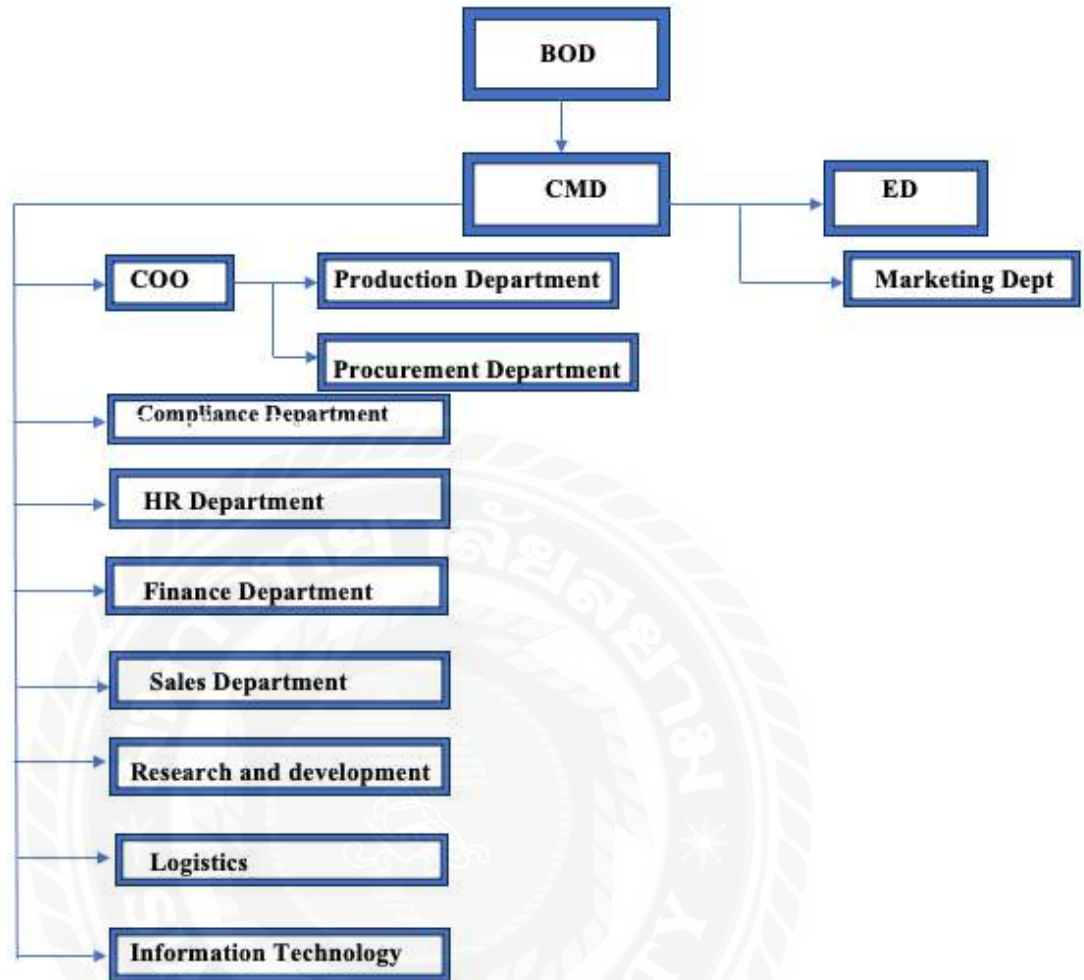 BOD
CMD
ED
COO
Production Department
Marketing Dept
Procurement Department
Compliance Department
HR Department
Finance Department
Sales Department
Research and development
Logistics
Information Technology